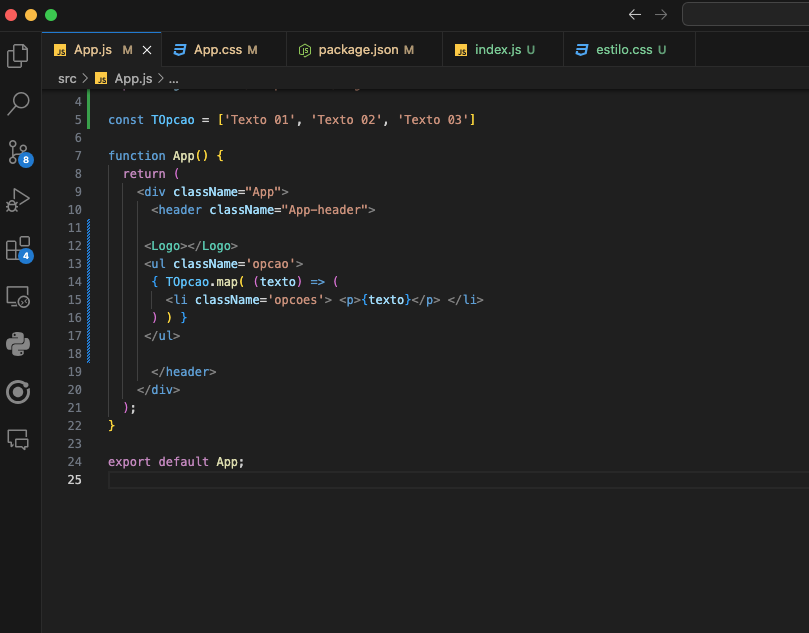 App.js M
App.css M
package.json M
index.js U
estilo.css U
src > App.js > ...
4
5 const TOpcao = ['Texto 01', 'Texto 02', 'Texto 03']
6
7 function App() {
8 return (
9 <div className="App">
10 <header className="App-header">
11
12 <Logo></Logo>
13 <ul className='opcao'>
14 { TOpcao.map( (texto) => (
15 <li className='opcoes'> <p>{texto}</p> </li>
16 ) ) }
17 </ul>
18
19 </header>
20 </div>
21 );
22 }
23
24 export default App;
25
8
4